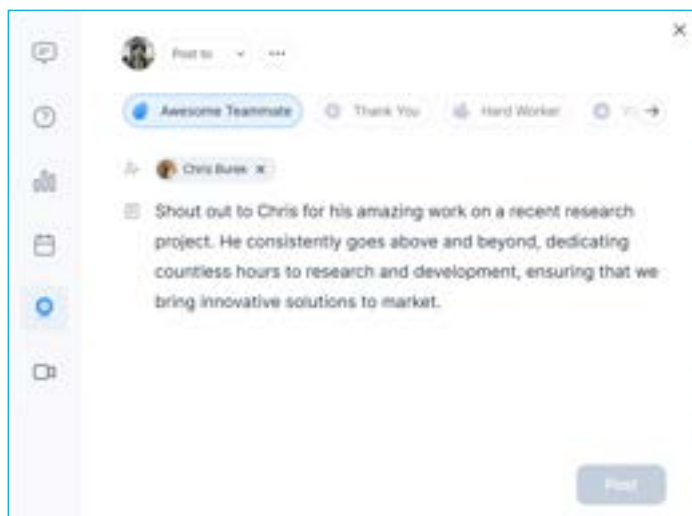 Post to
Awesome Teammate
Thank You
Hard Worker
Chris Burek
Shout out to Chris for his amazing work on a recent research
project. He consistently goes above and beyond, dedicating
countless hours to research and development, ensuring that we
bring innovative solutions to market.
Post